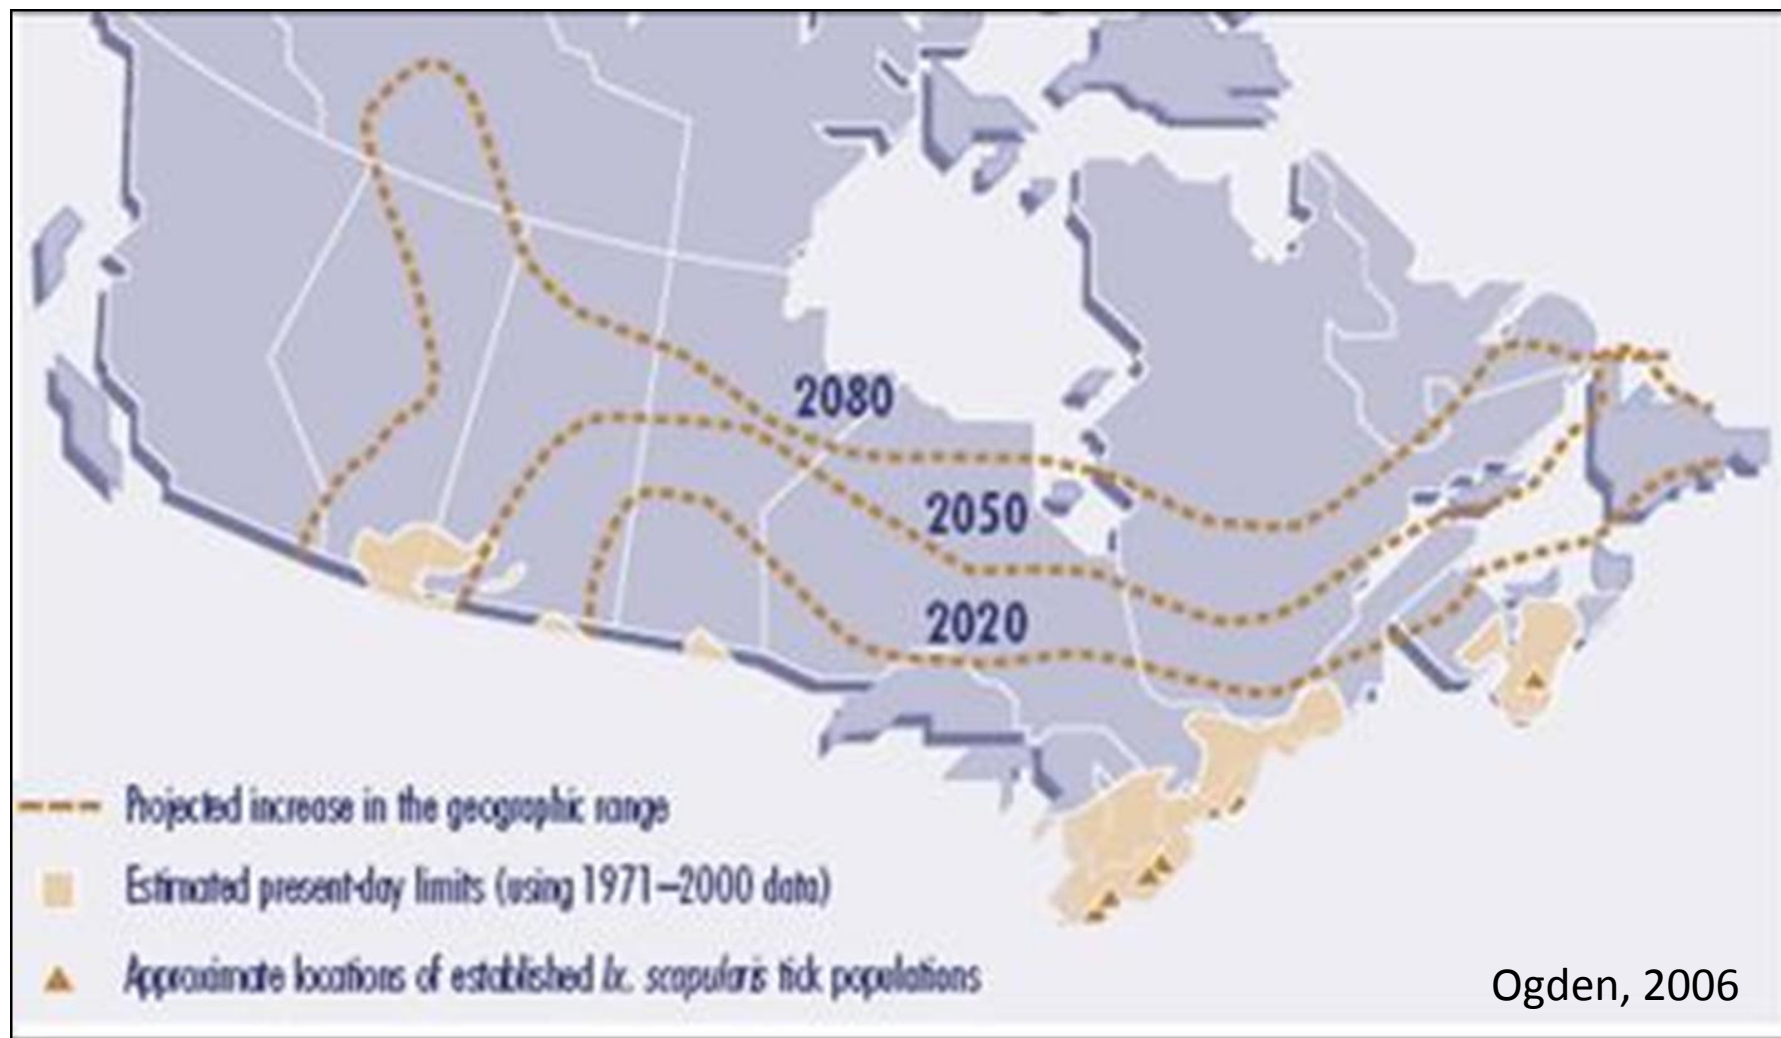 2080
2050
2020
Projected increase in the geographic range
Estimated present-day limits (using 1971–2000 data)
Approximate locations of established Ix. scapularis tick populations
Ogden, 2006